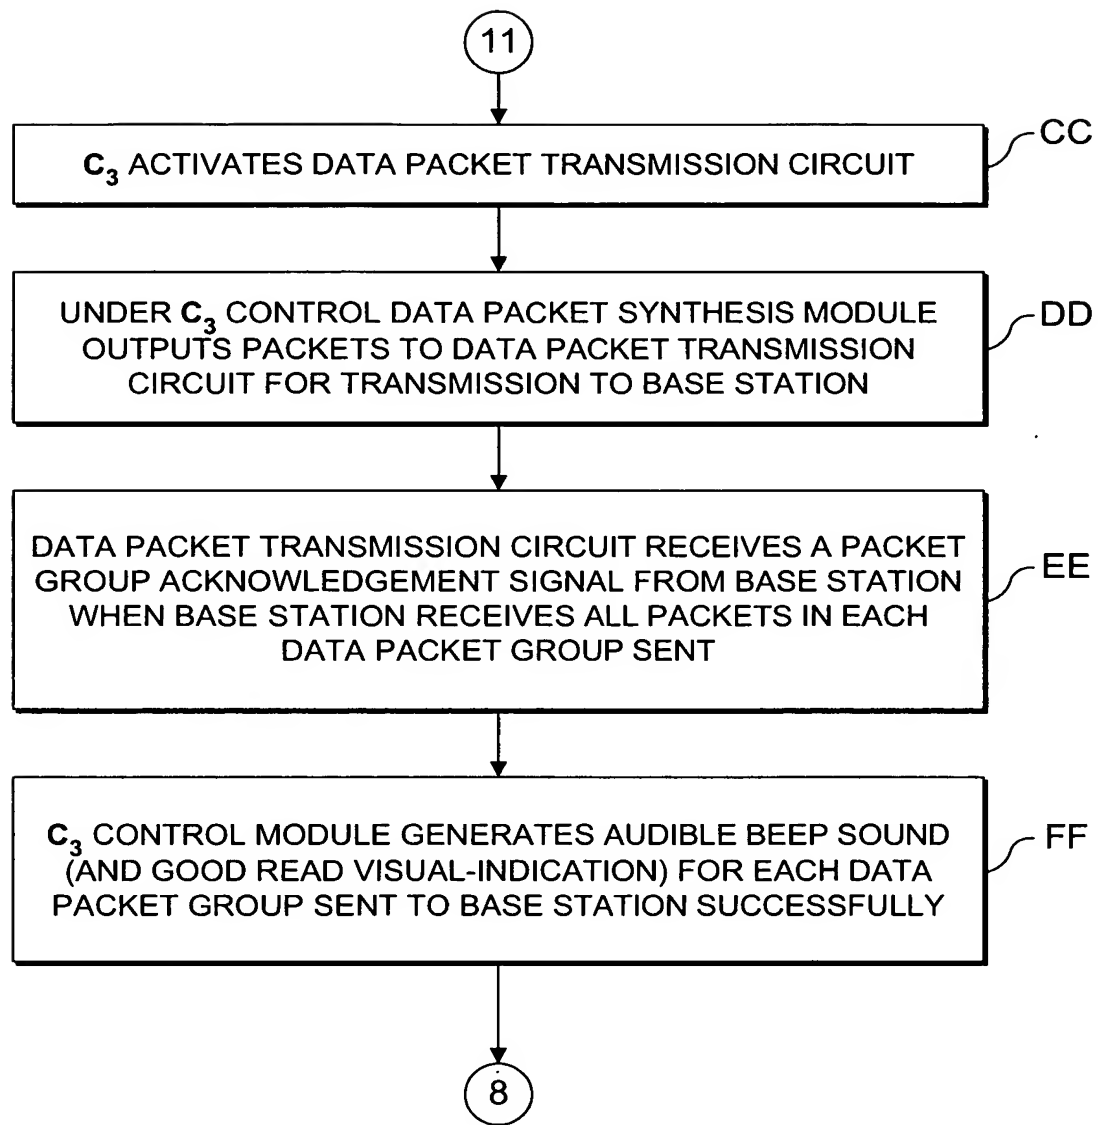 11
C₃ ACTIVATES DATA PACKET TRANSMISSION CIRCUIT
CC
UNDER C₃ CONTROL DATA PACKET SYNTHESIS MODULE
OUTPUTS PACKETS TO DATA PACKET TRANSMISSION
CIRCUIT FOR TRANSMISSION TO BASE STATION
DD
DATA PACKET TRANSMISSION CIRCUIT RECEIVES A PACKET
GROUP ACKNOWLEDGEMENT SIGNAL FROM BASE STATION
WHEN BASE STATION RECEIVES ALL PACKETS IN EACH
DATA PACKET GROUP SENT
EE
C₃ CONTROL MODULE GENERATES AUDIBLE BEEP SOUND
(AND GOOD READ VISUAL-INDICATION) FOR EACH DATA
PACKET GROUP SENT TO BASE STATION SUCCESSFULLY
FF
8